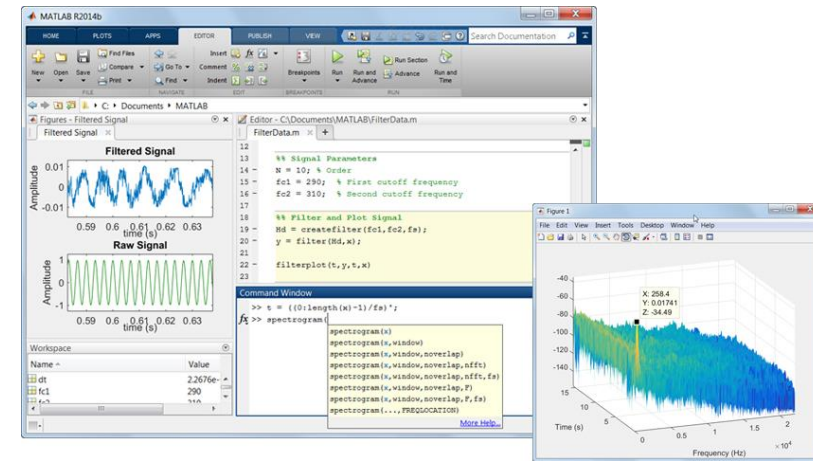 MATLAB R2014b
HOME PLOTS APPS EDITOR PUBLISH VIEW Search Documentation
New Open Save Find Files Compare Print Go To Find Insert Comment Indent fx Breakpoints Run Run and Advance Run Section Advance Run and Time
FILE NAVIGATE EDIT BREAKPOINTS RUN
C: Documents MATLAB
Figures - Filtered Signal
Filtered Signal
Filtered Signal
Amplitude
0.01
0
-0.01
0.59 0.6 0.61 0.62 0.63
time (s)
Raw Signal
Amplitude
1
0
-1
0.59 0.6 0.61 0.62 0.63
time (s)
Workspace
Name Value
dt 2.2676e-
fc1 290
fc2 310
Editor - C:\Documents\MATLAB\FilterData.m
FilterData.m +
12
13 %% Signal Parameters
14 - N = 10; % Order
15 - fc1 = 290; % First cutoff frequency
16 - fc2 = 310; % Second cutoff frequency
17
18 %% Filter and Plot Signal
19 - Hd = createfilter(fc1,fc2,fs);
20 - y = filter(Hd,x);
21
22 - filterplot(t,y,t,x)
23
Command Window
>> t = ((0:length(x)-1)/fs)';
fx >> spectrogram(
spectrogram(x)
spectrogram(x,window)
spectrogram(x,window,noverlap)
spectrogram(x,window,noverlap,nfft)
spectrogram(x,window,noverlap,nfft,fs)
spectrogram(x,window,noverlap,F)
spectrogram(x,window,noverlap,F,fs)
spectrogram(...,FREQLOCATION)
More Help...
Figure 1
File Edit View Insert Tools Desktop Window Help
X: 258.4
Y: 0.01741
Z: -34.49
-40
-60
-80
-100
-120
-140
15
10
5
0
Time (s)
0 0.5 1 1.5 2
×10⁴
Frequency (Hz)